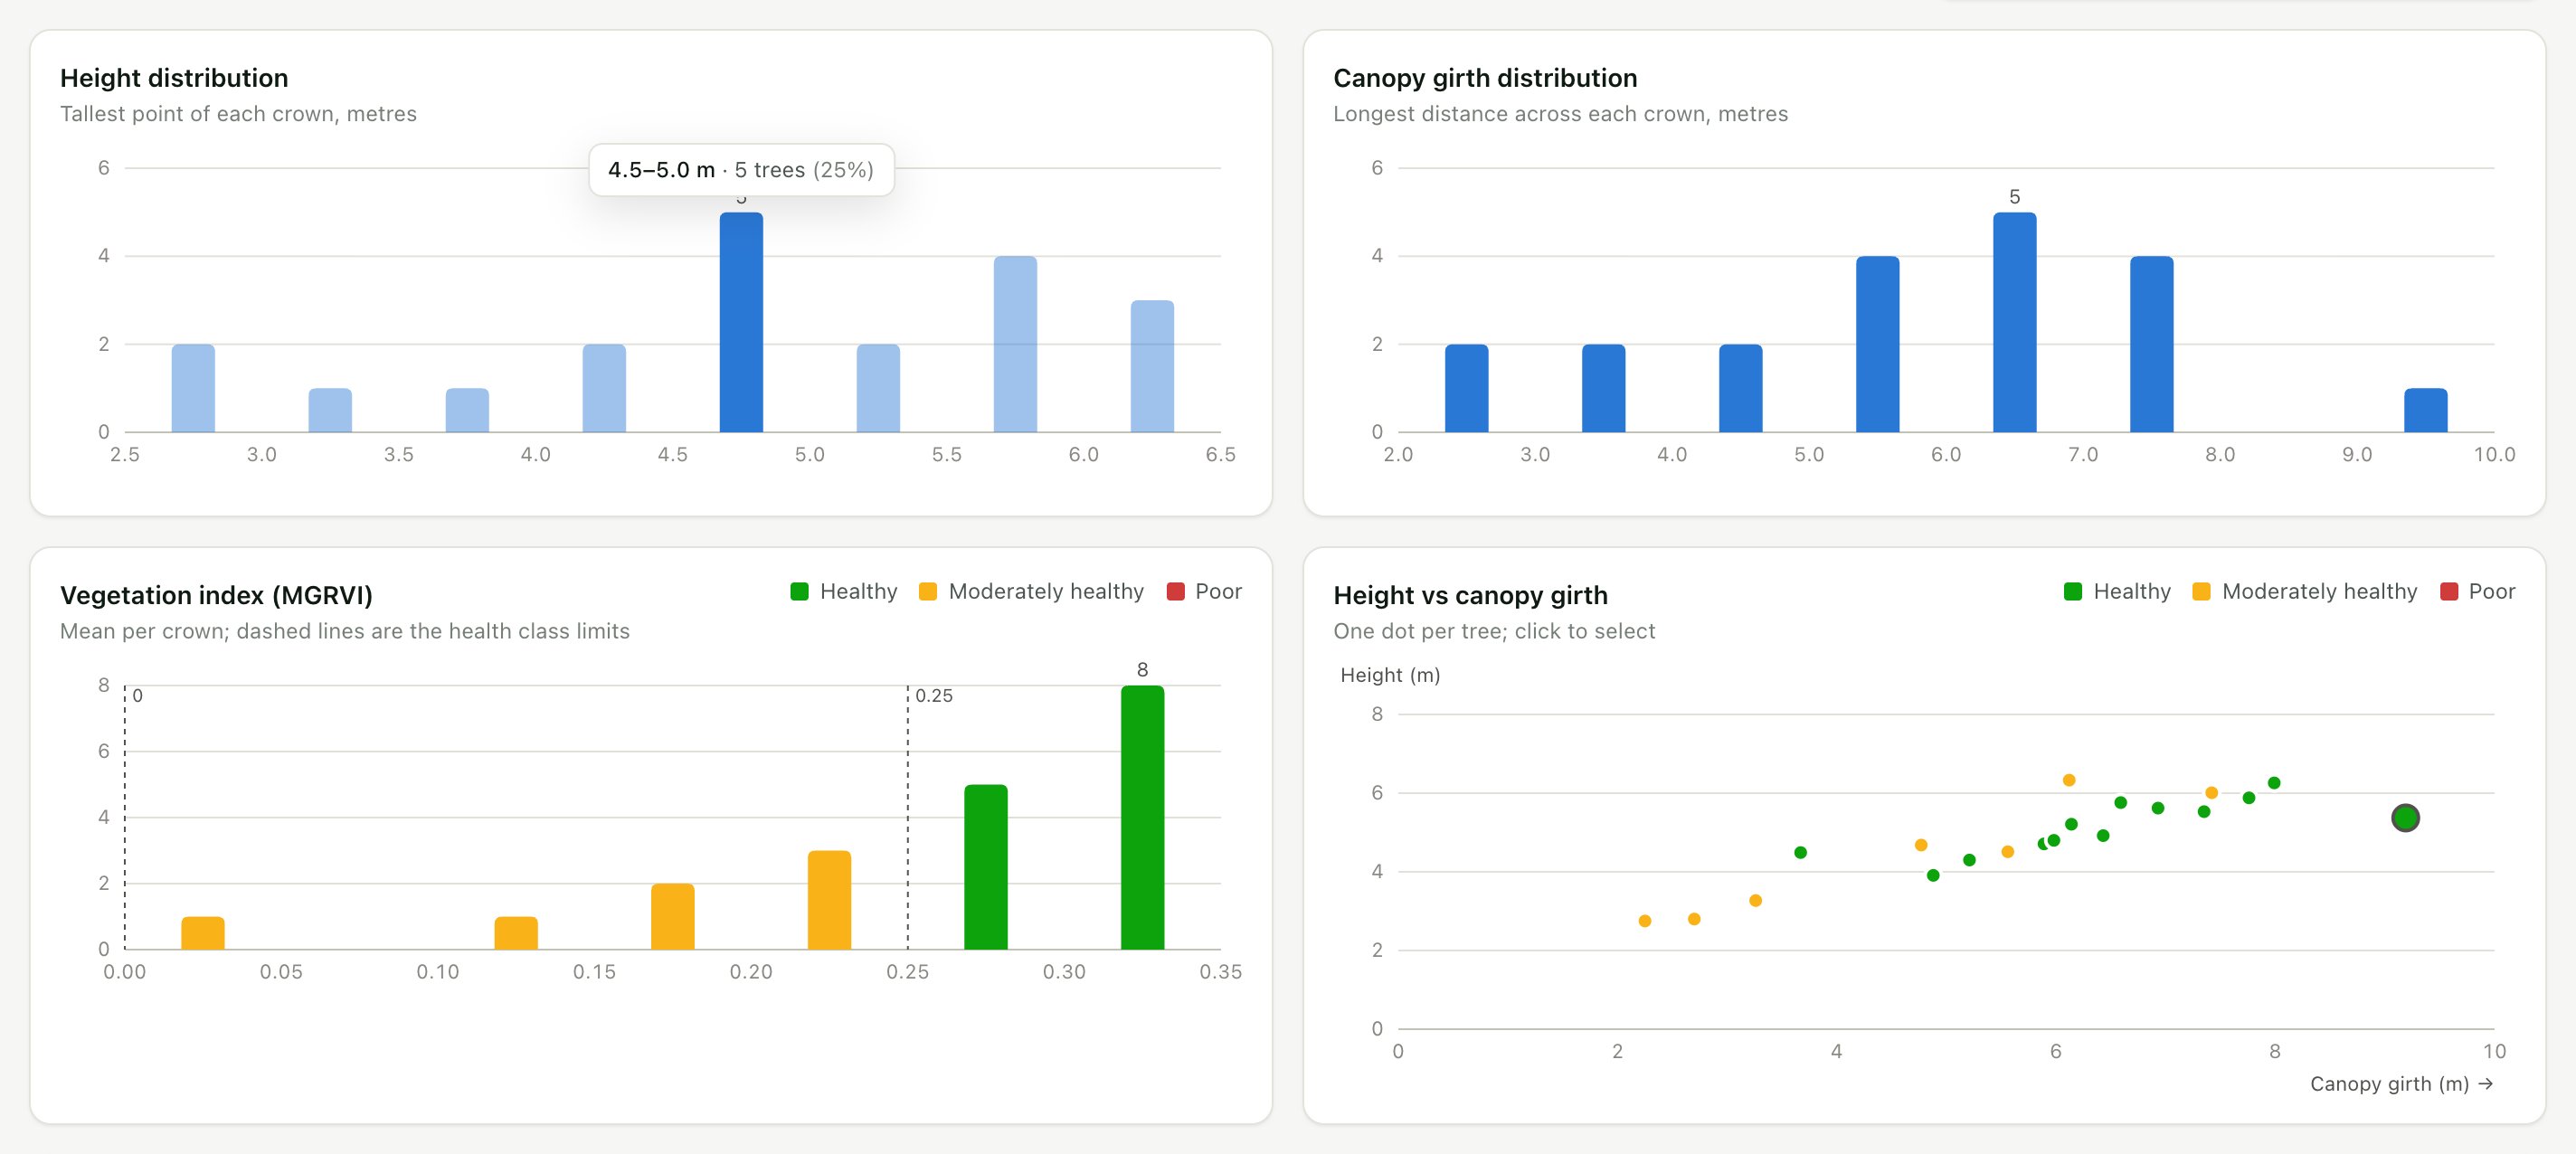 Height distribution
Tallest point of each crown, metres
4.5–5.0 m · 5 trees (25%)
5
6
4
2
0
2.5 3.0 3.5 4.0 4.5 5.0 5.5 6.0 6.5
Canopy girth distribution
Longest distance across each crown, metres
5
6
4
2
0
2.0 3.0 4.0 5.0 6.0 7.0 8.0 9.0 10.0
Vegetation index (MGRVI)
Healthy Moderately healthy Poor
Mean per crown; dashed lines are the health class limits
8
0 0.25
8
6
4
2
0
0.00 0.05 0.10 0.15 0.20 0.25 0.30 0.35
Height vs canopy girth
Healthy Moderately healthy Poor
One dot per tree; click to select
Height (m)
8
6
4
2
0
0 2 4 6 8 10
Canopy girth (m) →